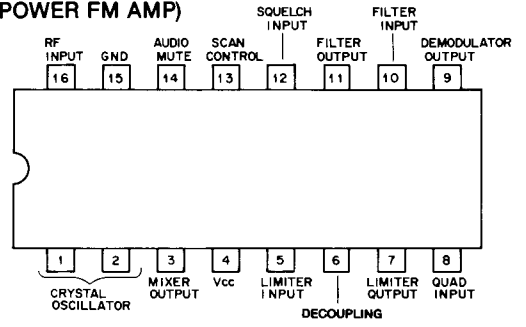 POWER FM AMP)
SQUELCH
INPUT
FILTER
INPUT
RF
INPUT
GND
AUDIO
MUTE
SCAN
CONTROL
FILTER
OUTPUT
DEMODULATOR
OUTPUT
16 15 14 13 12 11 10 9
1 2 3 4 5 6 7 8
CRYSTAL
OSCILLATOR
MIXER
OUTPUT
Vcc
LIMITER
INPUT
DECOUPLING
LIMITER
OUTPUT
QUAD
INPUT